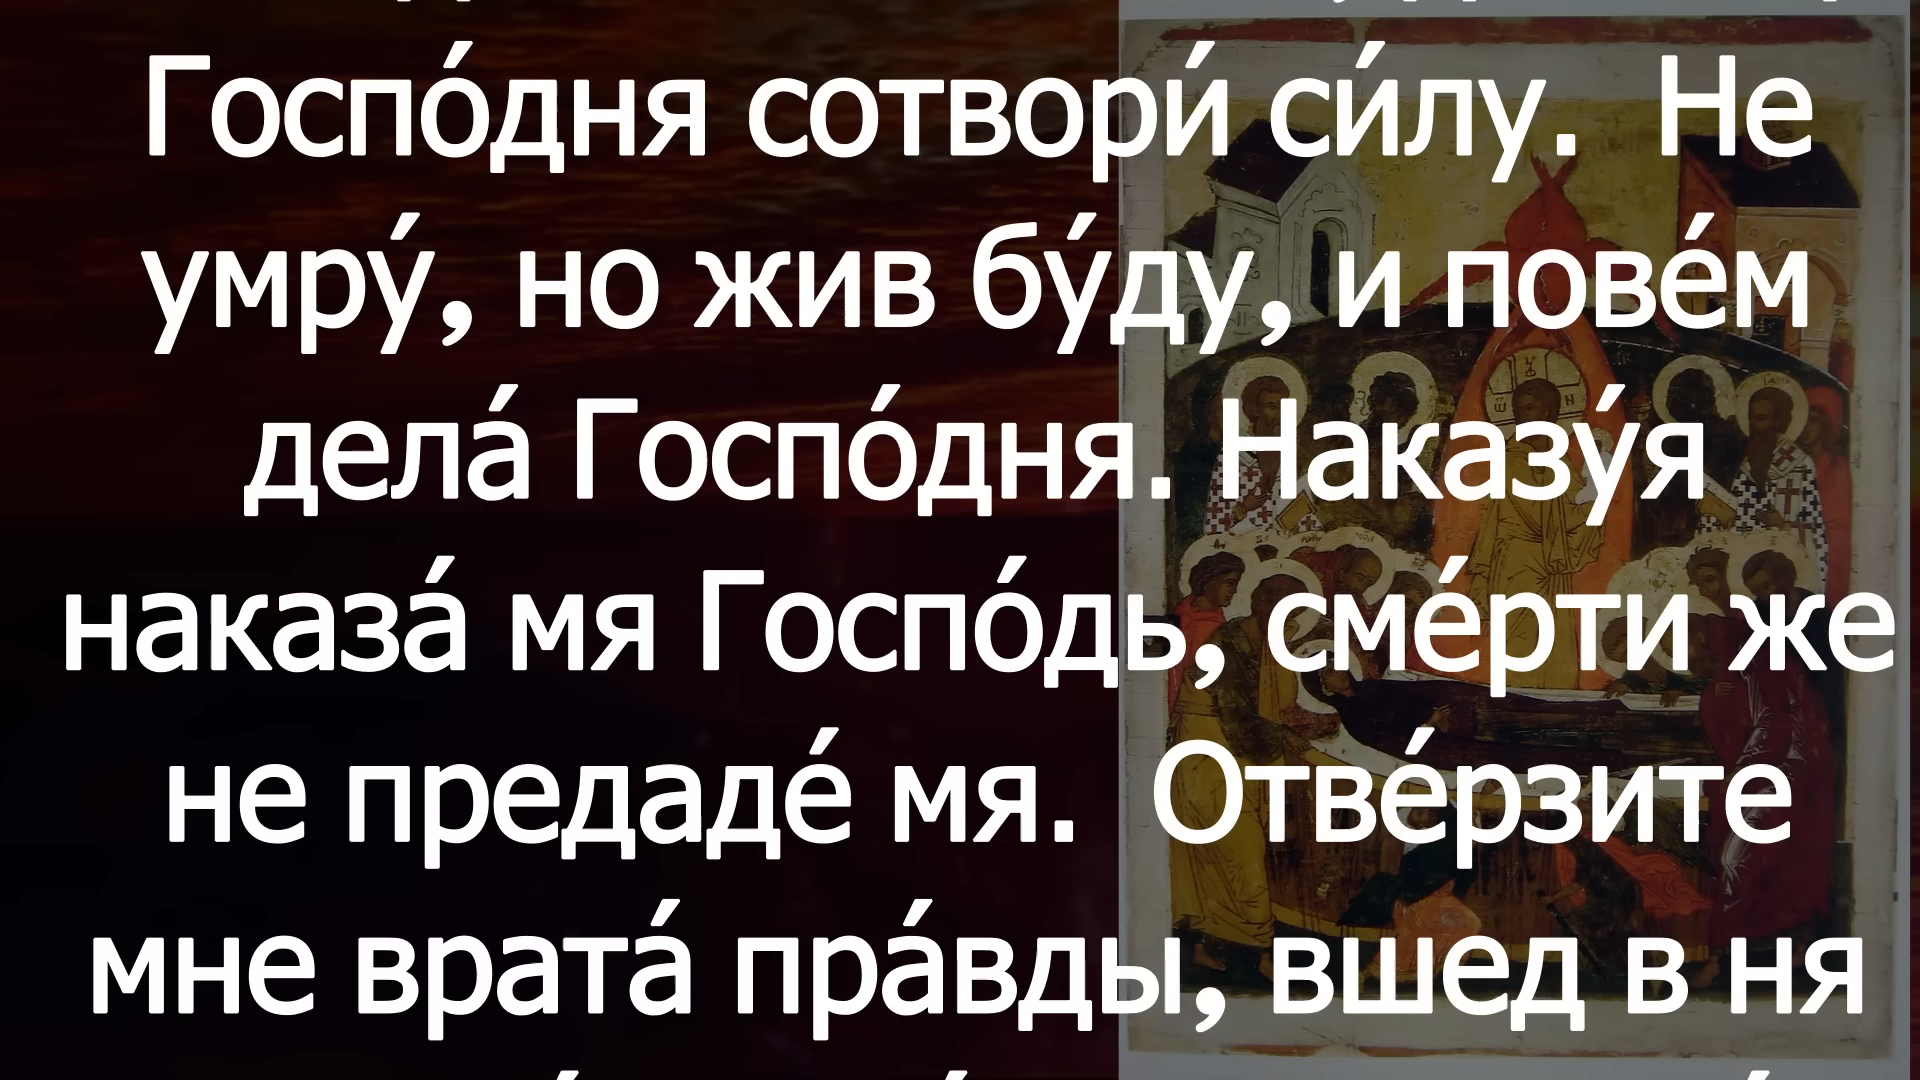 Госпо́дня сотвори́ си́лу. Не
умру́, но жив бу́ду, и пове́м
дела́ Госпо́дня. Наказу́я
наказа́ мя Госпо́дь, сме́рти же
не предаде́ мя. Отве́рзите
мне врата́ пра́вды, вшед в ня